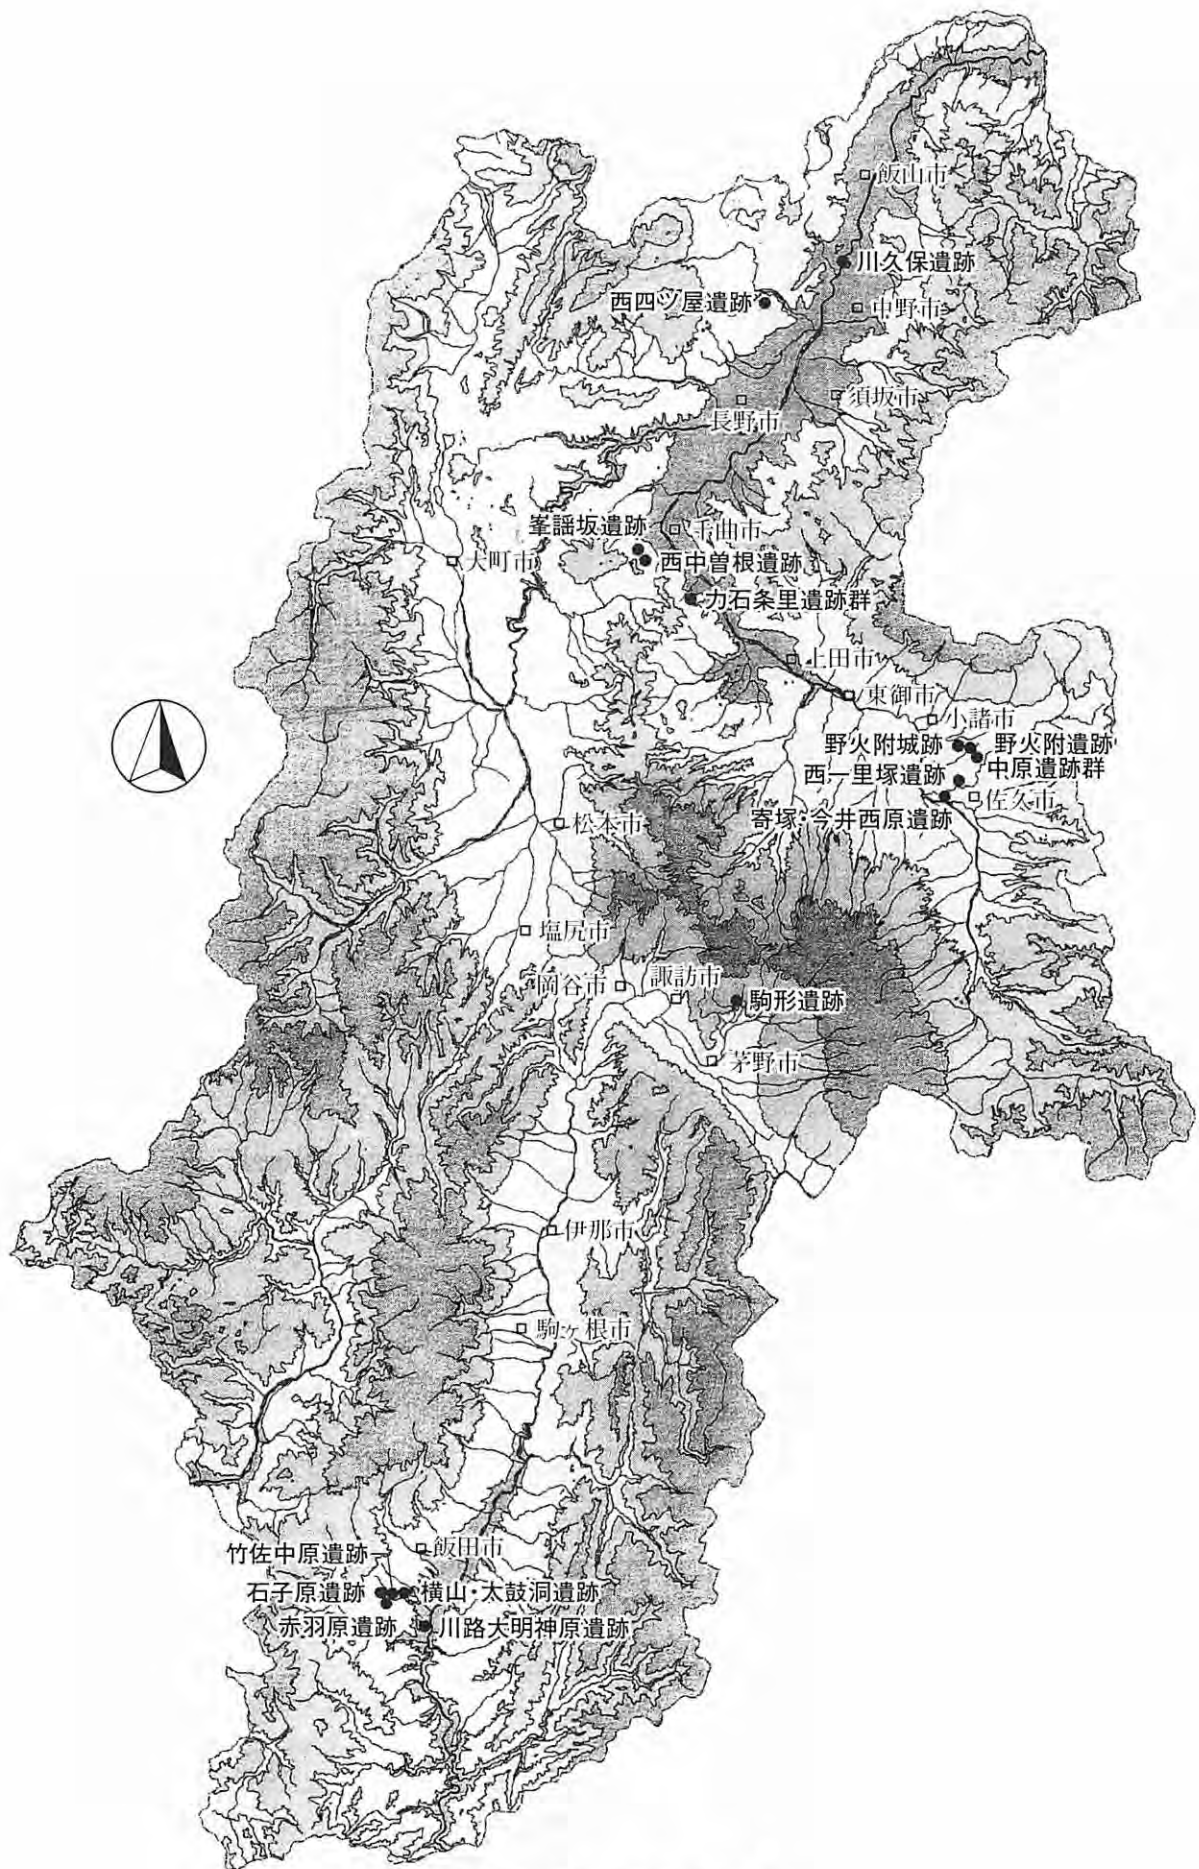 飯山市
川久保遺跡
西四ツ屋遺跡
中野市
須坂市
長野市
峯謡坂遺跡
千曲市
大町市
西中曽根遺跡
力石条里遺跡群
上田市
東御市
小諸市
野火附城跡
野火附遺跡
中原遺跡群
西一里塚遺跡
佐久市
寄塚・今井西原遺跡
松本市
塩尻市
岡谷市
諏訪市
駒形遺跡
茅野市
伊那市
駒ヶ根市
飯田市
竹佐中原遺跡
石子原遺跡
横山・太鼓洞遺跡
赤羽原遺跡
川路大明神原遺跡